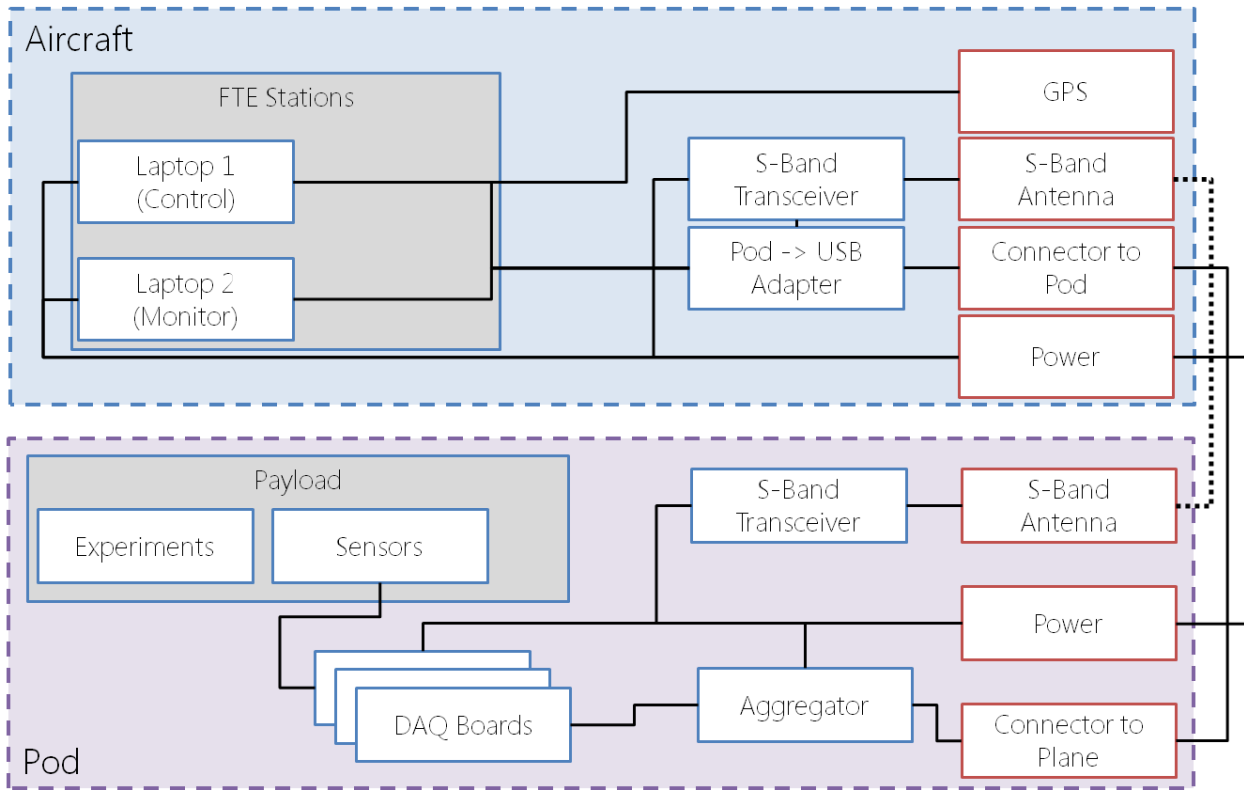 Aircraft
FTE Stations
GPS
Laptop 1
(Control)
S-Band
Transceiver
S-Band
Antenna
Laptop 2
(Monitor)
Pod -> USB
Adapter
Connector to
Pod
Power
Payload
Experiments
Sensors
S-Band
Transceiver
S-Band
Antenna
Power
DAQ Boards
Aggregator
Connector to
Plane
Pod